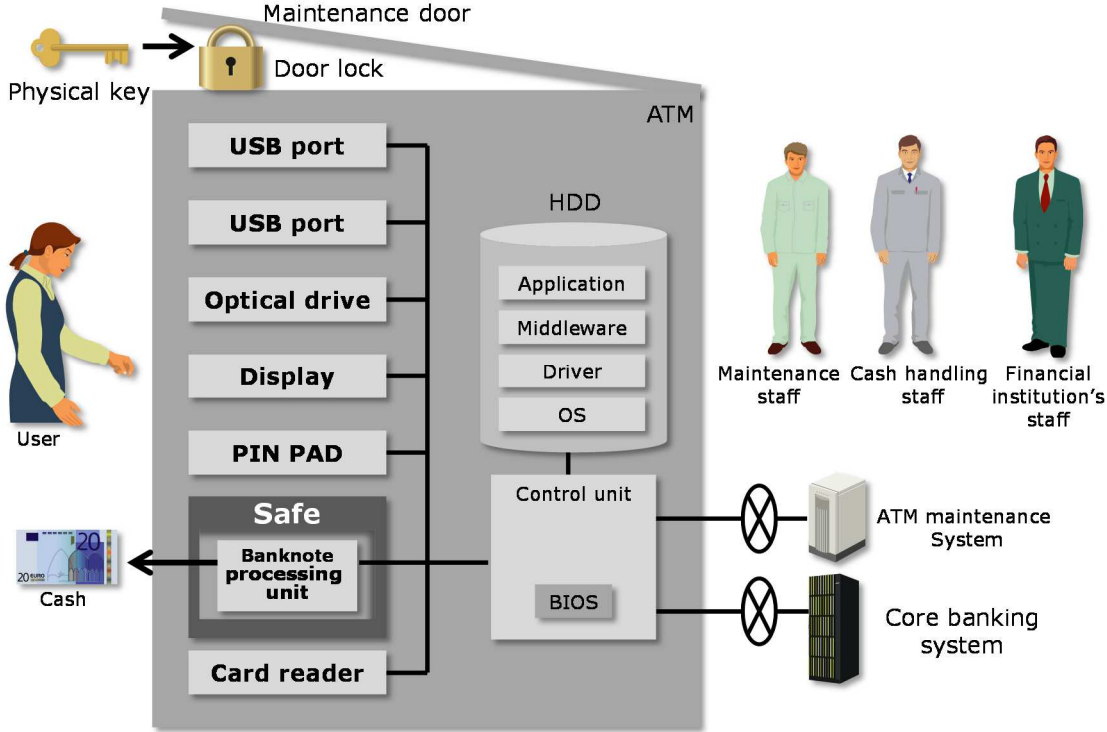 Maintenance door
Physical key
Door lock
ATM
USB port
USB port
Optical drive
Display
PIN PAD
Safe
Banknote
processing
unit
Card reader
User
20
20 EURO
Cash
HDD
Application
Middleware
Driver
OS
Control unit
BIOS
Maintenance
staff
Cash handling
staff
Financial
institution's
staff
ATM maintenance
System
Core banking
system